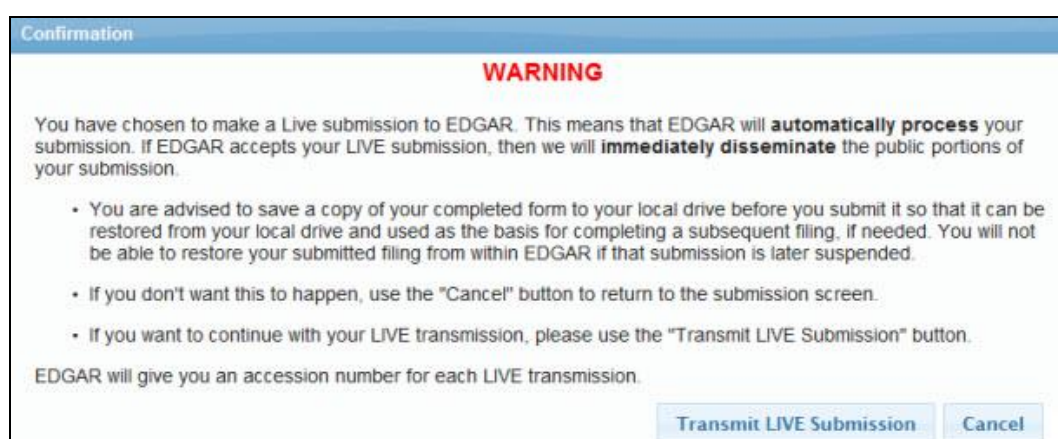 Confirmation
WARNING
You have chosen to make a Live submission to EDGAR. This means that EDGAR will automatically process your
submission. If EDGAR accepts your LIVE submission, then we will immediately disseminate the public portions of
your submission.
• You are advised to save a copy of your completed form to your local drive before you submit it so that it can be
restored from your local drive and used as the basis for completing a subsequent filing, if needed. You will not
be able to restore your submitted filing from within EDGAR if that submission is later suspended.
• If you don't want this to happen, use the "Cancel" button to return to the submission screen.
• If you want to continue with your LIVE transmission, please use the "Transmit LIVE Submission" button.
EDGAR will give you an accession number for each LIVE transmission.
Transmit LIVE Submission Cancel